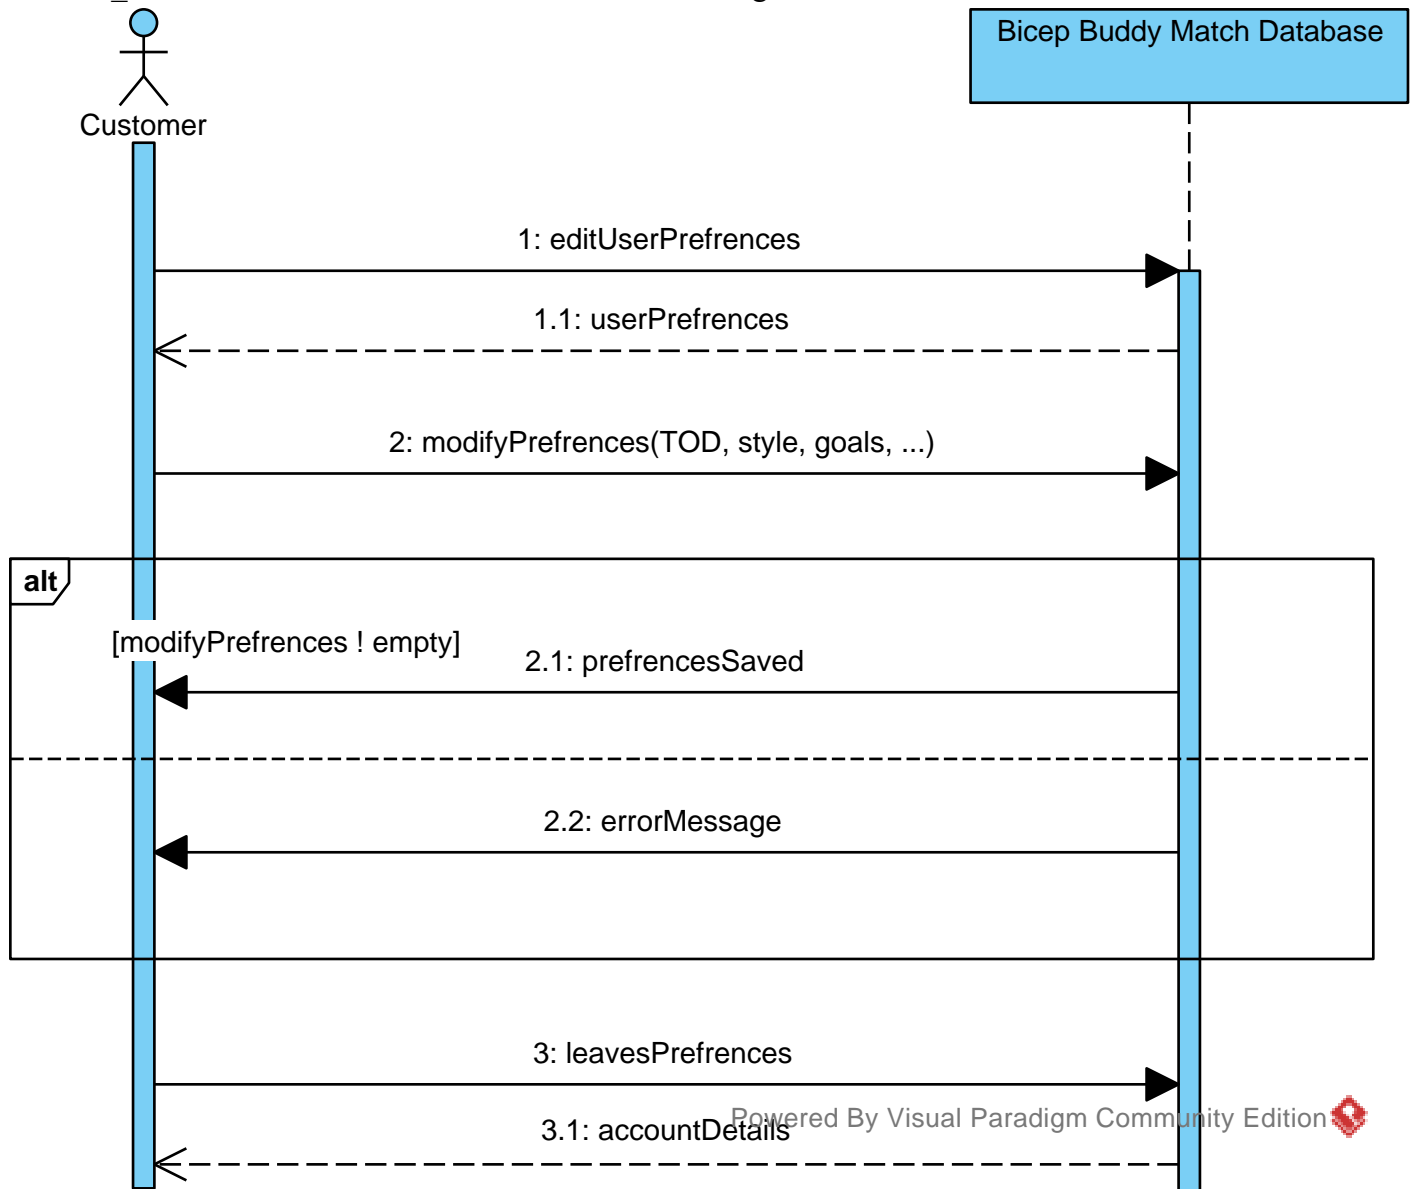 Bicep Buddy Match Database
Customer
1: editUserPrefrences
1.1: userPrefrences
2: modifyPrefrences(TOD, style, goals, ...)
alt
[modifyPrefrences ! empty]
2.1: prefrencesSaved
2.2: errorMessage
3: leavesPrefrences
Powered By Visual Paradigm Community Edition
3.1: accountDetails